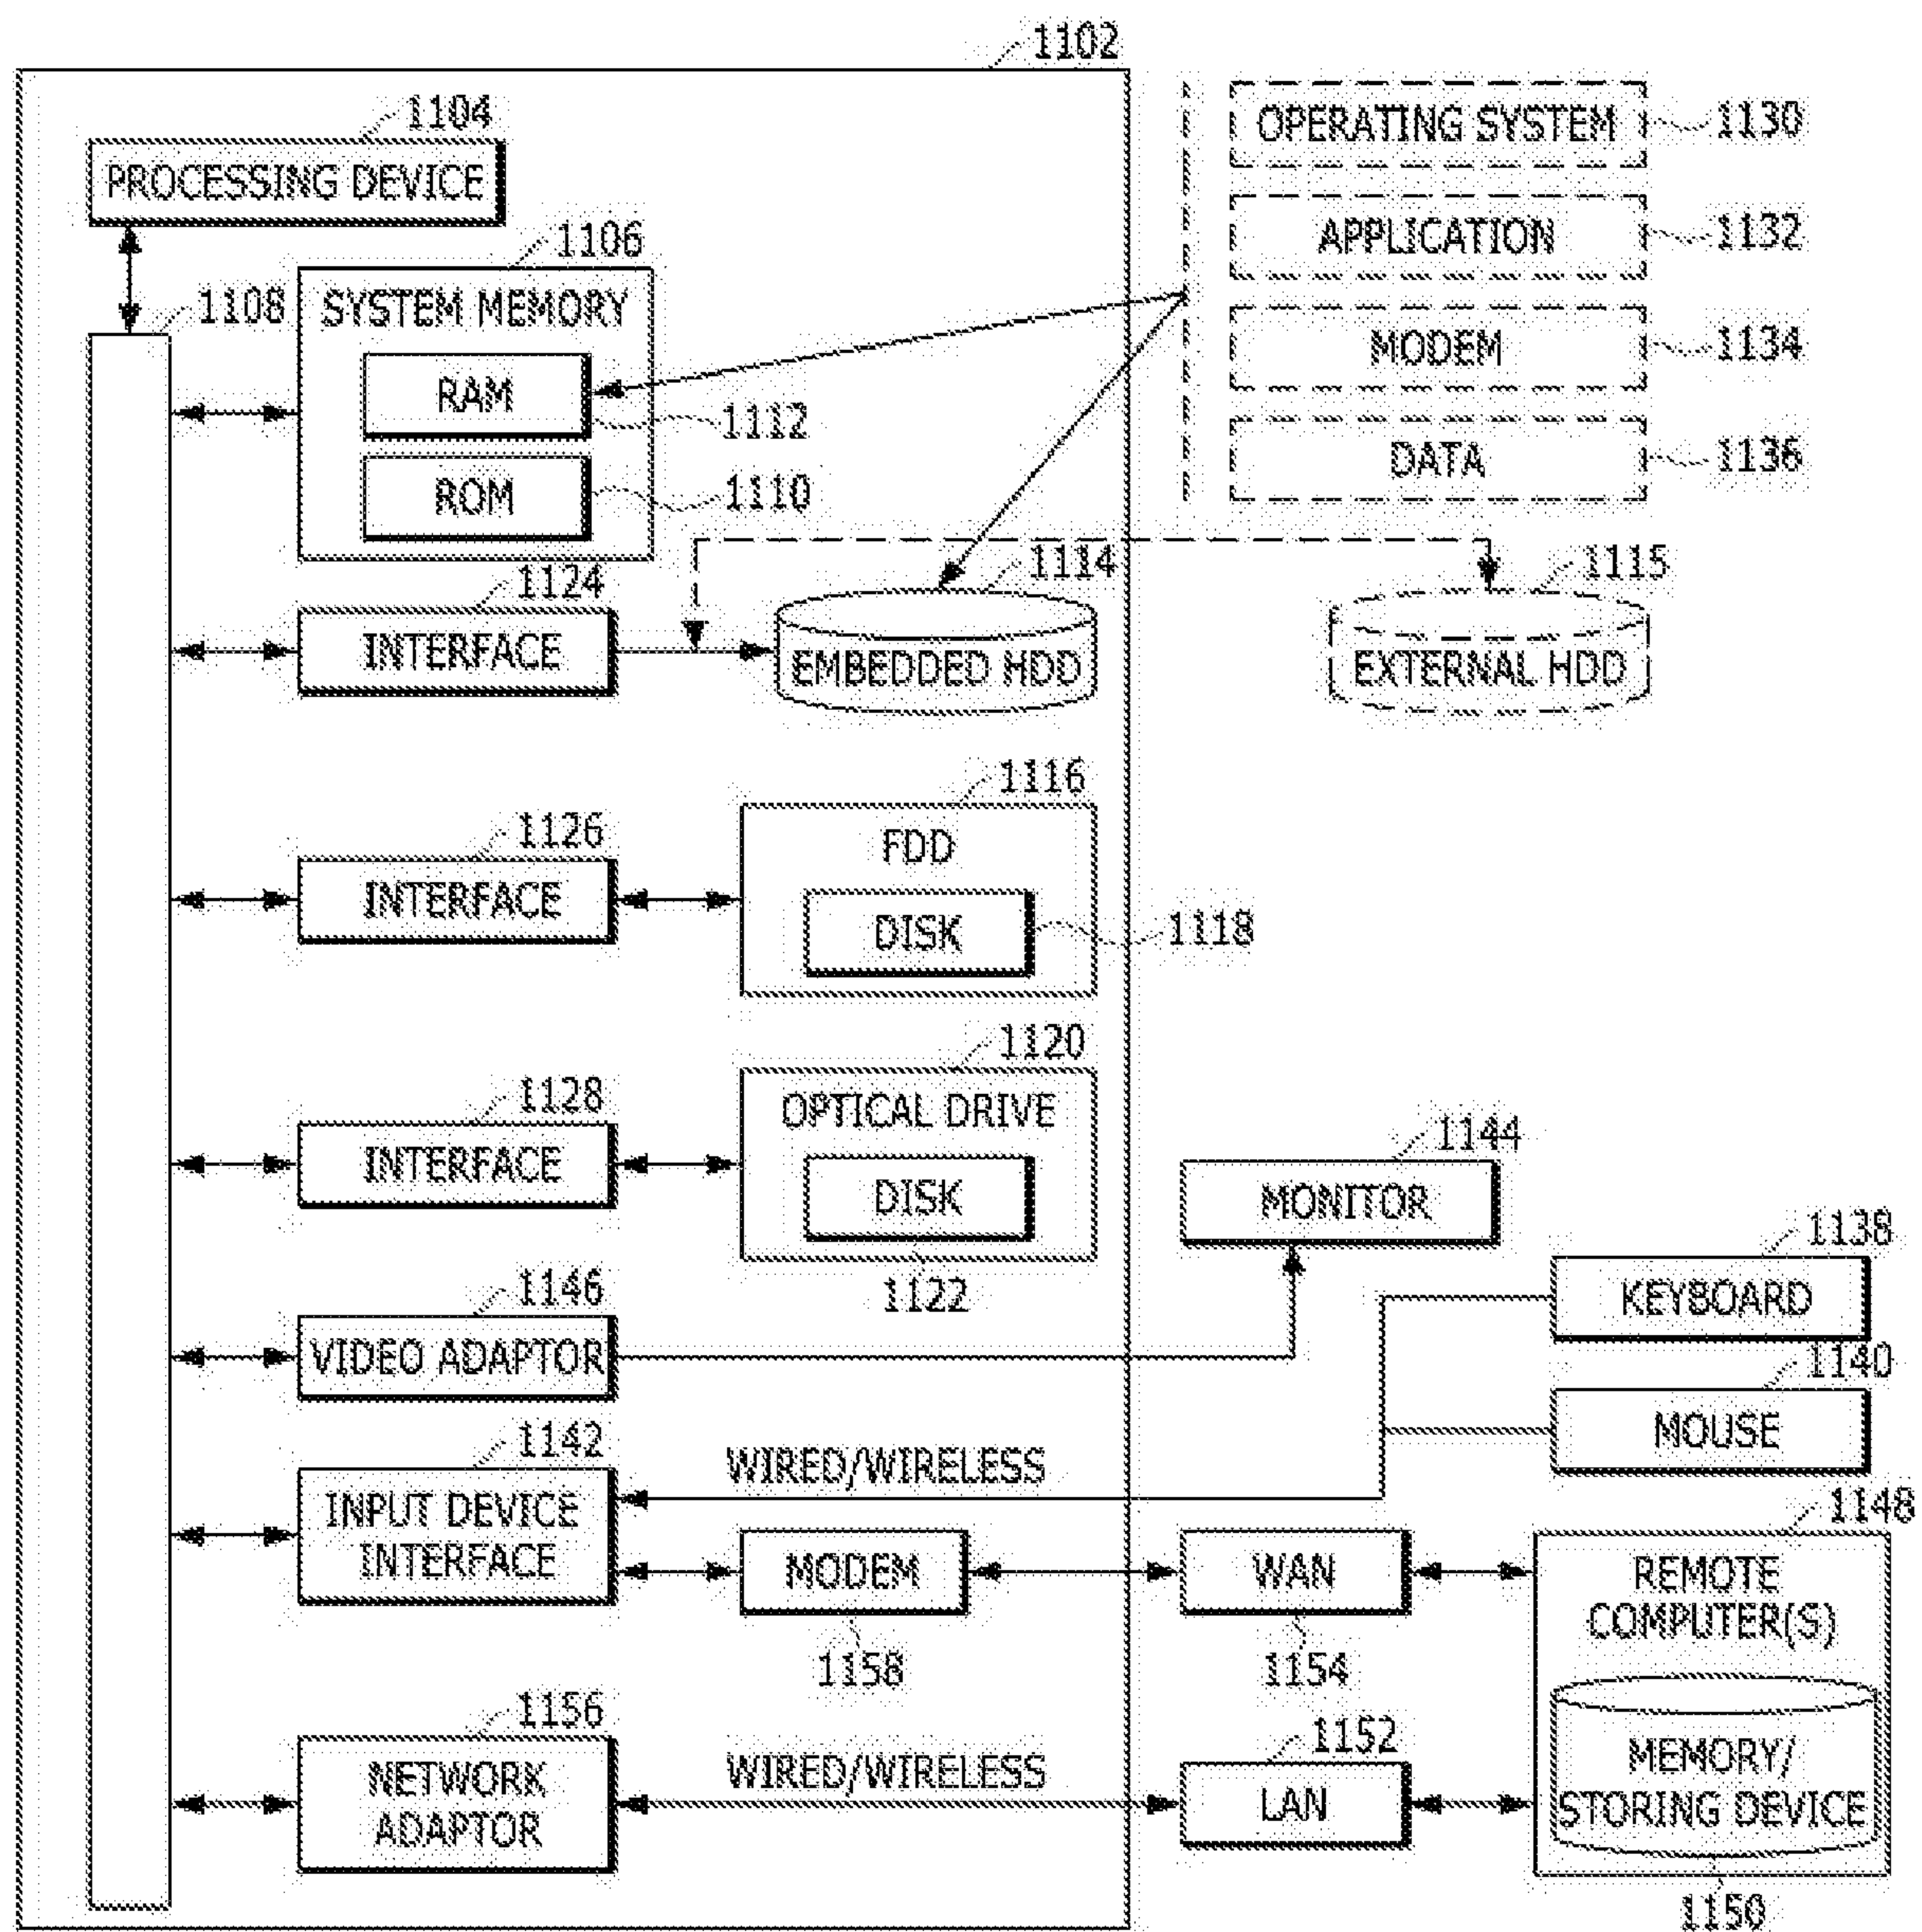 1102
1104
PROCESSING DEVICE
1106
1108
SYSTEM MEMORY
RAM
1112
ROM
1110
OPERATING SYSTEM
1130
APPLICATION
1132
MODEM
1134
DATA
1136
1124
INTERFACE
1114
EMBEDDED HDD
1115
EXTERNAL HDD
1126
INTERFACE
1116
FDD
DISK
1118
1128
INTERFACE
1120
OPTICAL DRIVE
DISK
1122
1144
MONITOR
1138
KEYBOARD
1146
VIDEO ADAPTOR
1140
MOUSE
1142
INPUT DEVICE
INTERFACE
WIRED/WIRELESS
MODEM
1158
WAN
1154
1148
REMOTE
COMPUTER(S)
1156
NETWORK
ADAPTOR
WIRED/WIRELESS
1152
LAN
MEMORY/
STORING DEVICE
1150